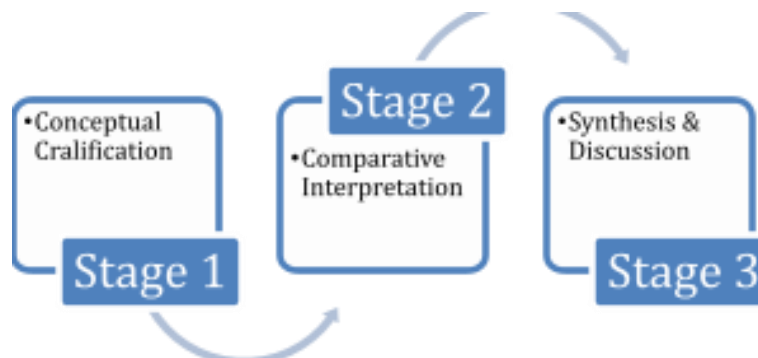 •Conceptual
Cralification
Stage 1
Stage 2
•Comparative
Interpretation
•Synthesis &
Discussion
Stage 3